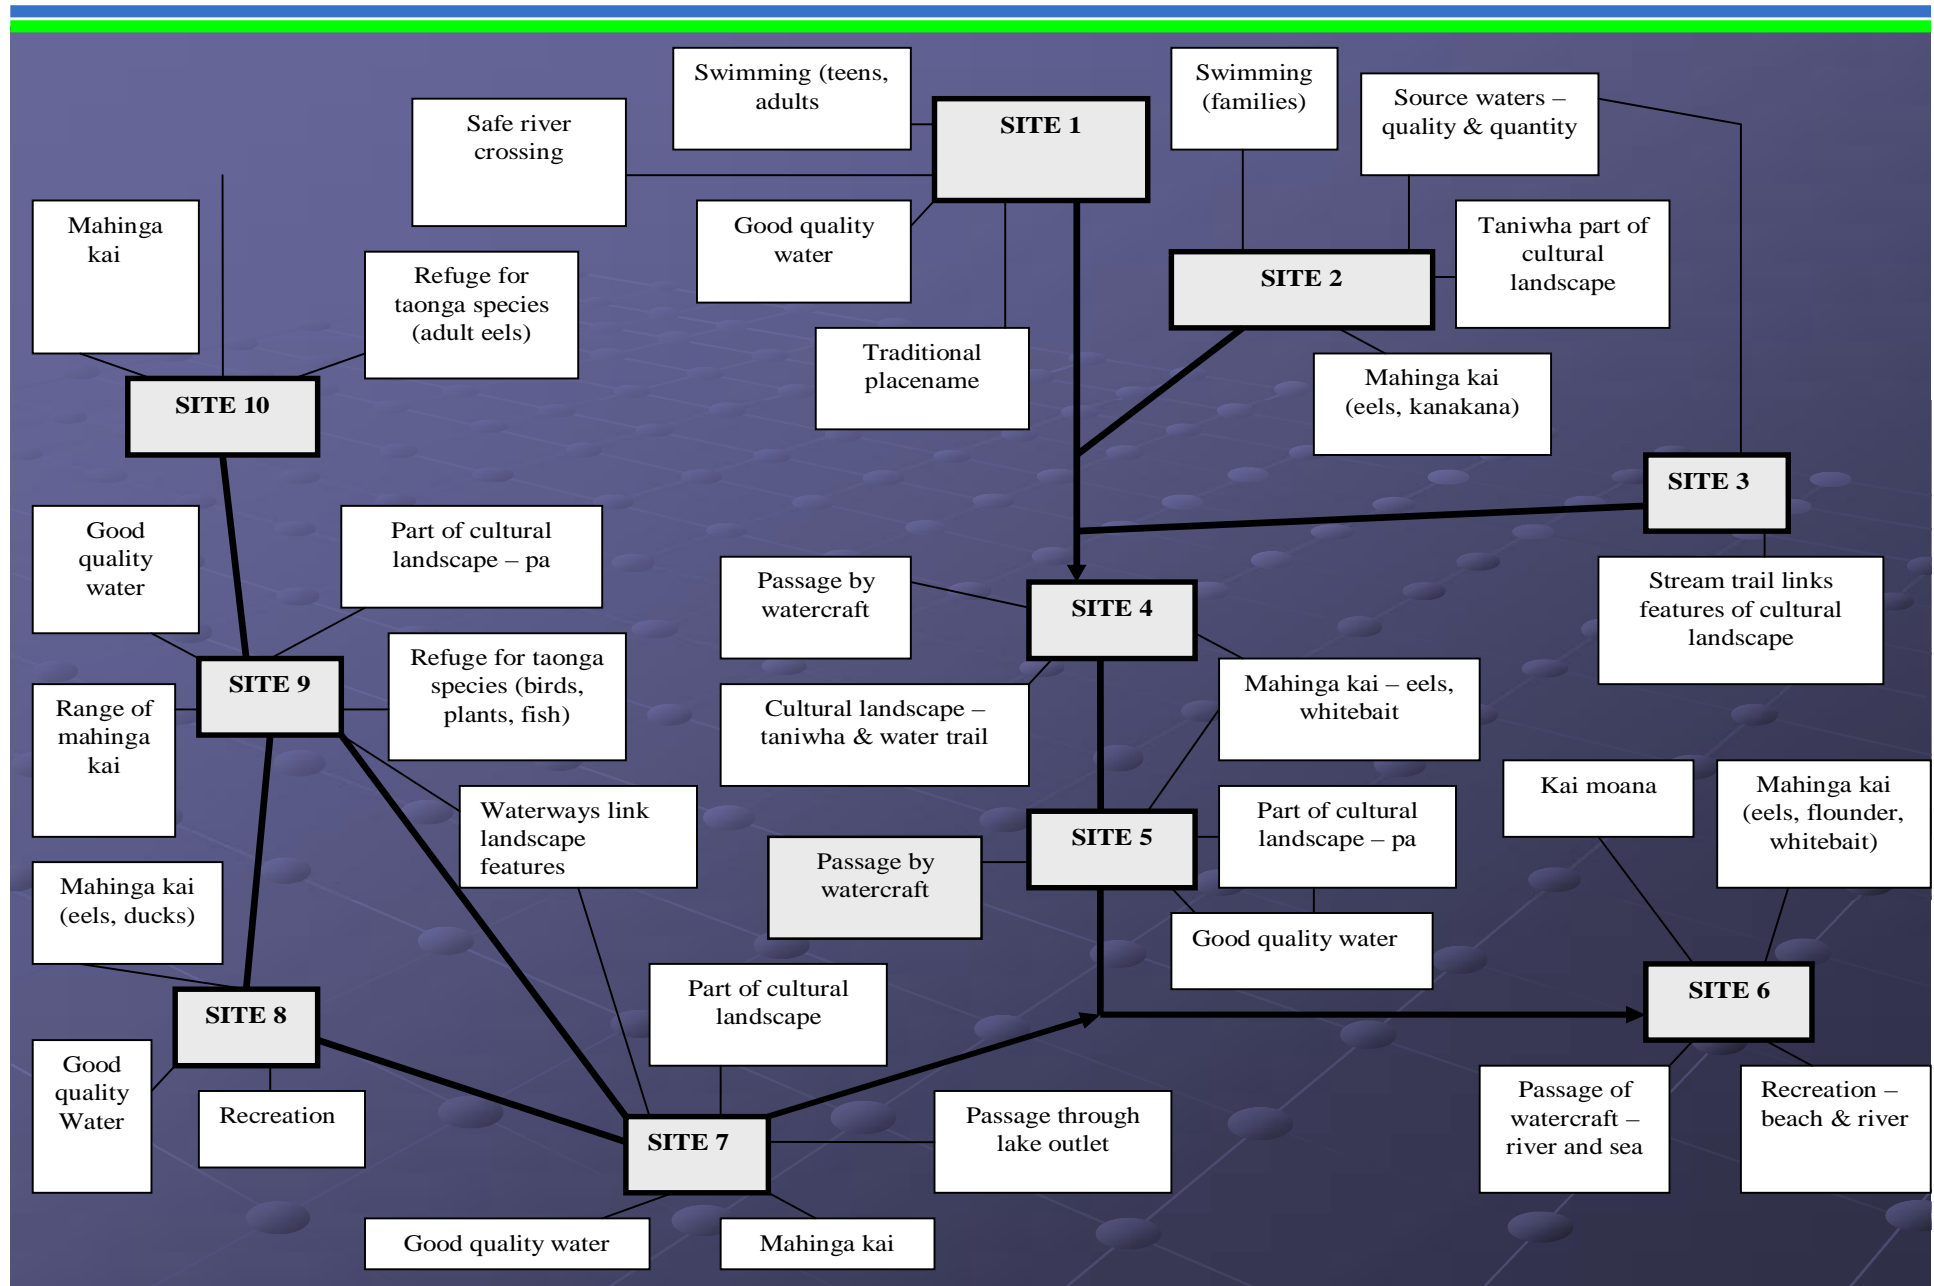 Swimming (teens,
adults
Swimming
(families)
Source waters –
quality & quantity
Safe river
crossing
SITE 1
Mahinga
kai
Good quality
water
Taniwha part of
cultural
landscape
Refuge for
taonga species
(adult eels)
SITE 2
Traditional
placename
Mahinga kai
(eels, kanakana)
SITE 10
SITE 3
Good
quality
water
Part of cultural
landscape – pa
Passage by
watercraft
SITE 4
Stream trail links
features of cultural
landscape
Refuge for taonga
species (birds,
plants, fish)
SITE 9
Range of
mahinga
kai
Mahinga kai – eels,
whitebait
Cultural landscape –
taniwha & water trail
Waterways link
landscape
features
Kai moana
Mahinga kai
(eels, flounder,
whitebait)
SITE 5
Part of cultural
landscape – pa
Passage by
watercraft
Mahinga kai
(eels, ducks)
Good quality water
Part of cultural
landscape
SITE 6
SITE 8
Good
quality
Water
Recreation
SITE 7
Passage through
lake outlet
Passage of
watercraft –
river and sea
Recreation –
beach & river
Good quality water
Mahinga kai